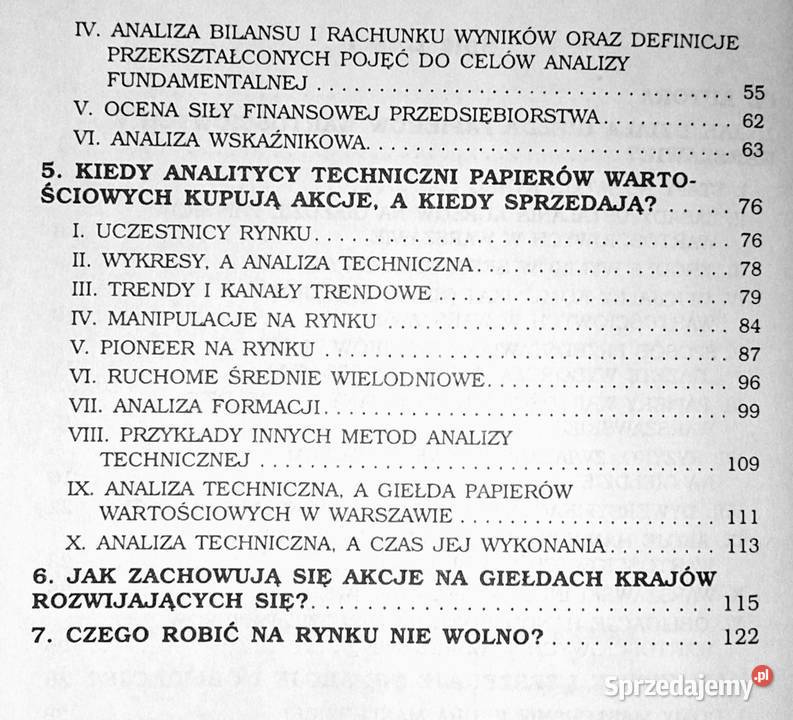 IV. ANALIZA BILANSU I RACHUNKU WYNIKÓW ORAZ DEFINICJE
PRZEKSZTAŁCONYCH POJĘĆ DO CELÓW ANALIZY
FUNDAMENTALNEJ . . . . . . . . . . . . . . . . . . . . . . . . . . . . . . 55
V. OCENA SIŁY FINANSOWEJ PRZEDSIĘBIORSTWA . . . . . . . . . 62
VI. ANALIZA WSKAŹNIKOWA. . . . . . . . . . . . . . . . . . . . . . . . . . 63
5. KIEDY ANALITYCY TECHNICZNI PAPIERÓW WARTO-
ŚCIOWYCH KUPUJĄ AKCJE, A KIEDY SPRZEDAJĄ? . . . . . 76
I. UCZESTNICY RYNKU. . . . . . . . . . . . . . . . . . . . . . . . . . . . . . 76
II. WYKRESY, A ANALIZA TECHNICZNA. . . . . . . . . . . . . . . . . . 78
III. TRENDY I KANAŁY TRENDOWE . . . . . . . . . . . . . . . . . . . . . 79
IV. MANIPULACJE NA RYNKU . . . . . . . . . . . . . . . . . . . . . . . . . 84
V. PIONEER NA RYNKU . . . . . . . . . . . . . . . . . . . . . . . . . . . . . 87
VI. RUCHOME ŚREDNIE WIELODNIOWE. . . . . . . . . . . . . . . . . . 96
VII. ANALIZA FORMACJI. . . . . . . . . . . . . . . . . . . . . . . . . . . . . 99
VIII. PRZYKŁADY INNYCH METOD ANALIZY
TECHNICZNEJ . . . . . . . . . . . . . . . . . . . . . . . . . . . . . . . . . 109
IX. ANALIZA TECHNICZNA, A GIEŁDA PAPIERÓW
WARTOŚCIOWYCH W WARSZAWIE . . . . . . . . . . . . . . . . . . . 111
X. ANALIZA TECHNICZNA, A CZAS JEJ WYKONANIA. . . . . . . . 113
6. JAK ZACHOWUJĄ SIĘ AKCJE NA GIEŁDACH KRAJÓW
ROZWIJAJĄCYCH SIĘ?. . . . . . . . . . . . . . . . . . . . . . . . . . . . 115
7. CZEGO ROBIĆ NA RYNKU NIE WOLNO? . . . . . . . . . . . . . 122
Sprzedajemy.pl